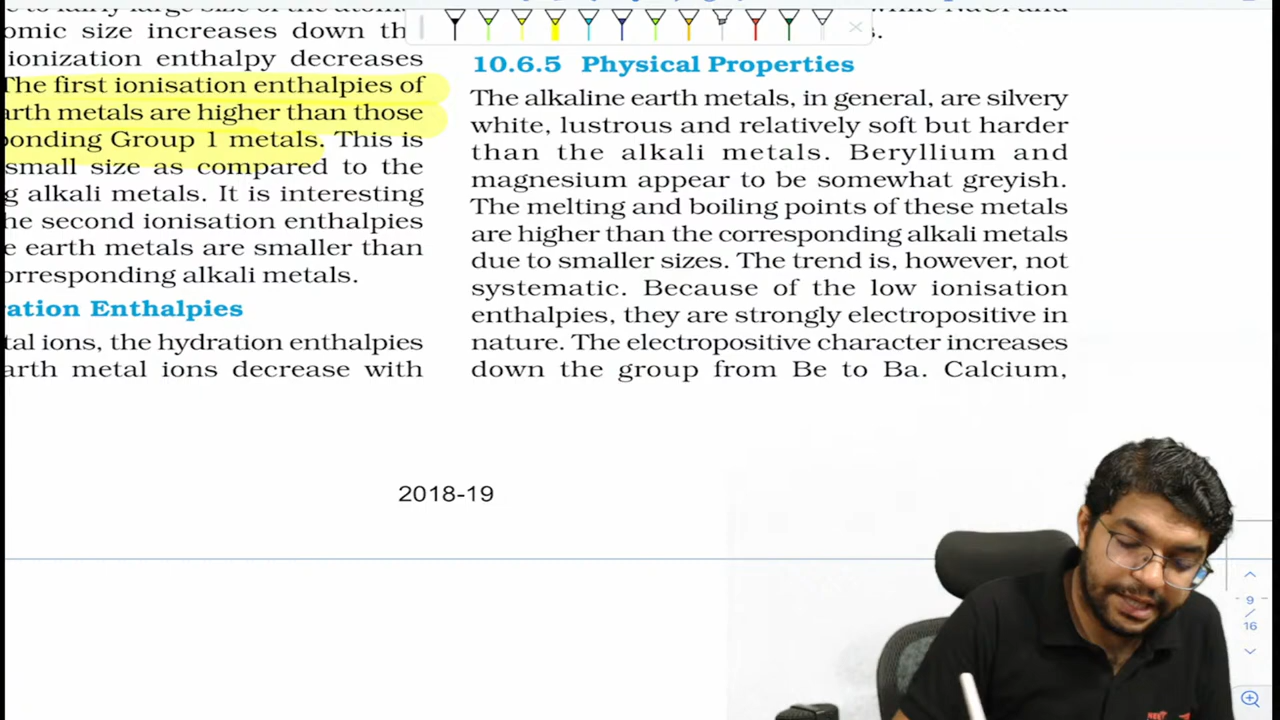 omic size increases down th
ionization enthalpy decreases
The first ionisation enthalpies of
arth metals are higher than those
ponding Group 1 metals. This is
small size as compared to the
g alkali metals. It is interesting
he second ionisation enthalpies
e earth metals are smaller than
orresponding alkali metals.
ation Enthalpies
tal ions, the hydration enthalpies
arth metal ions decrease with
10.6.5 Physical Properties
The alkaline earth metals, in general, are silvery
white, lustrous and relatively soft but harder
than the alkali metals. Beryllium and
magnesium appear to be somewhat greyish.
The melting and boiling points of these metals
are higher than the corresponding alkali metals
due to smaller sizes. The trend is, however, not
systematic. Because of the low ionisation
enthalpies, they are strongly electropositive in
nature. The electropositive character increases
down the group from Be to Ba. Calcium,
2018-19
9
/
16